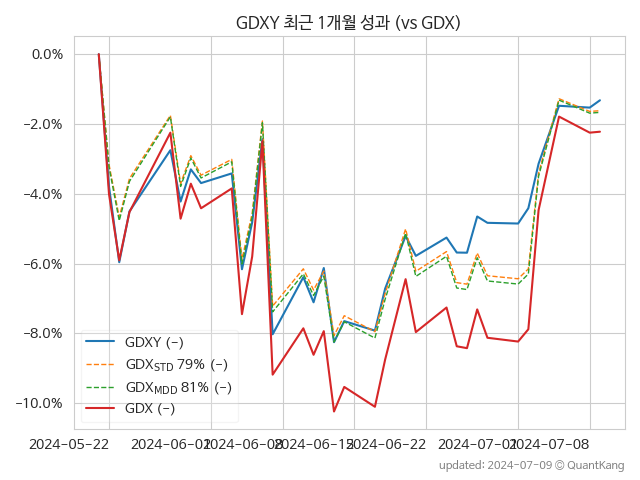 GDXY 최근 1개월 성과 (vs GDX)
0.0%
−2.0%
−4.0%
−6.0%
−8.0%
−10.0%
GDXY (−)
GDX_STD 79% (−)
GDX_MDD 81% (−)
GDX (−)
2024-05-22 2024-06-01 2024-06-08 2024-06-15 2024-06-22 2024-07-01 2024-07-08
updated: 2024-07-09 © QuantKang